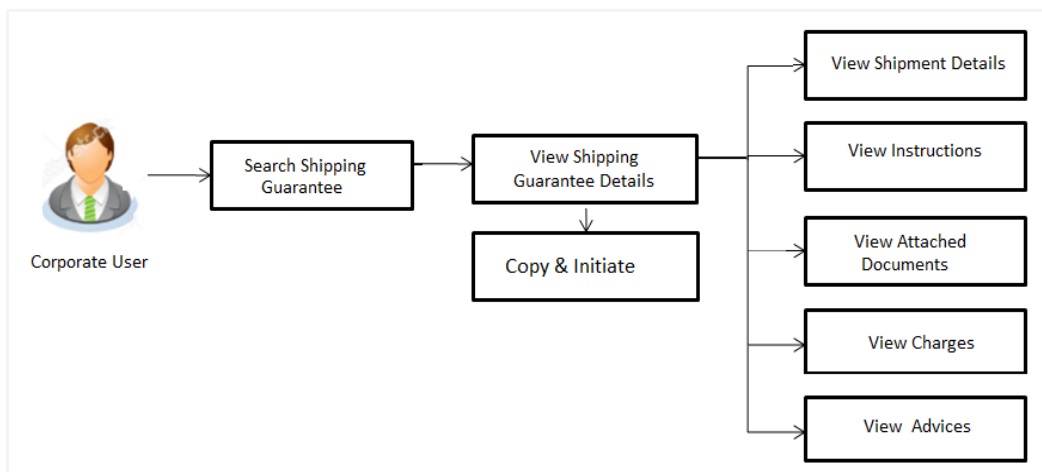 View Shipment Details
Search Shipping
Guarantee
View Shipping
Guarantee Details
View Instructions
Corporate User
Copy & Initiate
View Attached
Documents
View Charges
View Advices